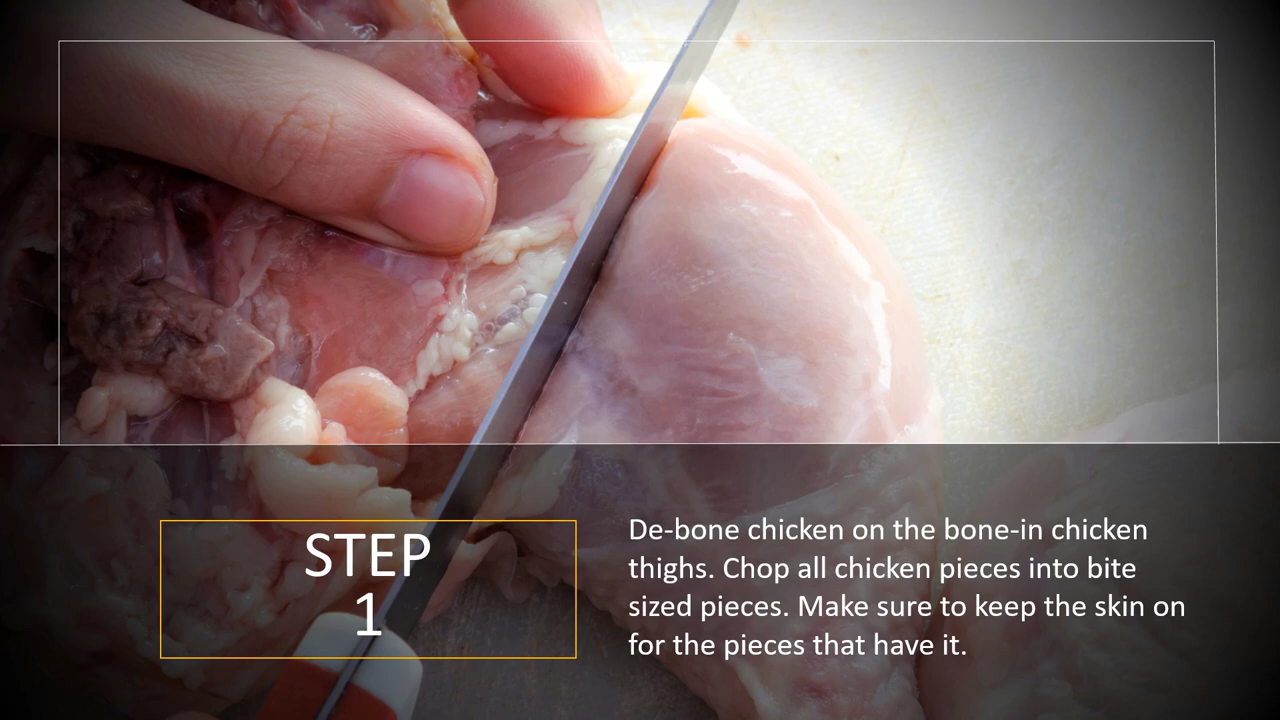 STEP
1
De-bone chicken on the bone-in chicken
thighs. Chop all chicken pieces into bite
sized pieces. Make sure to keep the skin on
for the pieces that have it.